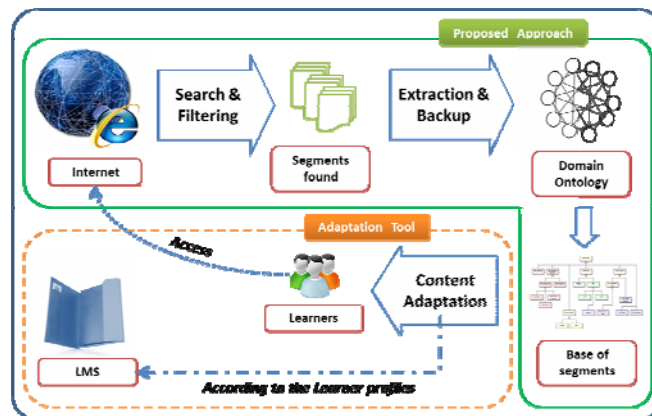 Proposed Approach
Search &
Filtering
Extraction &
Backup
Internet
Segments
found
Domain
Ontology
Adaptation Tool
Access
Content
Adaptation
Learners
LMS
According to the Learner profiles
Base of
segments